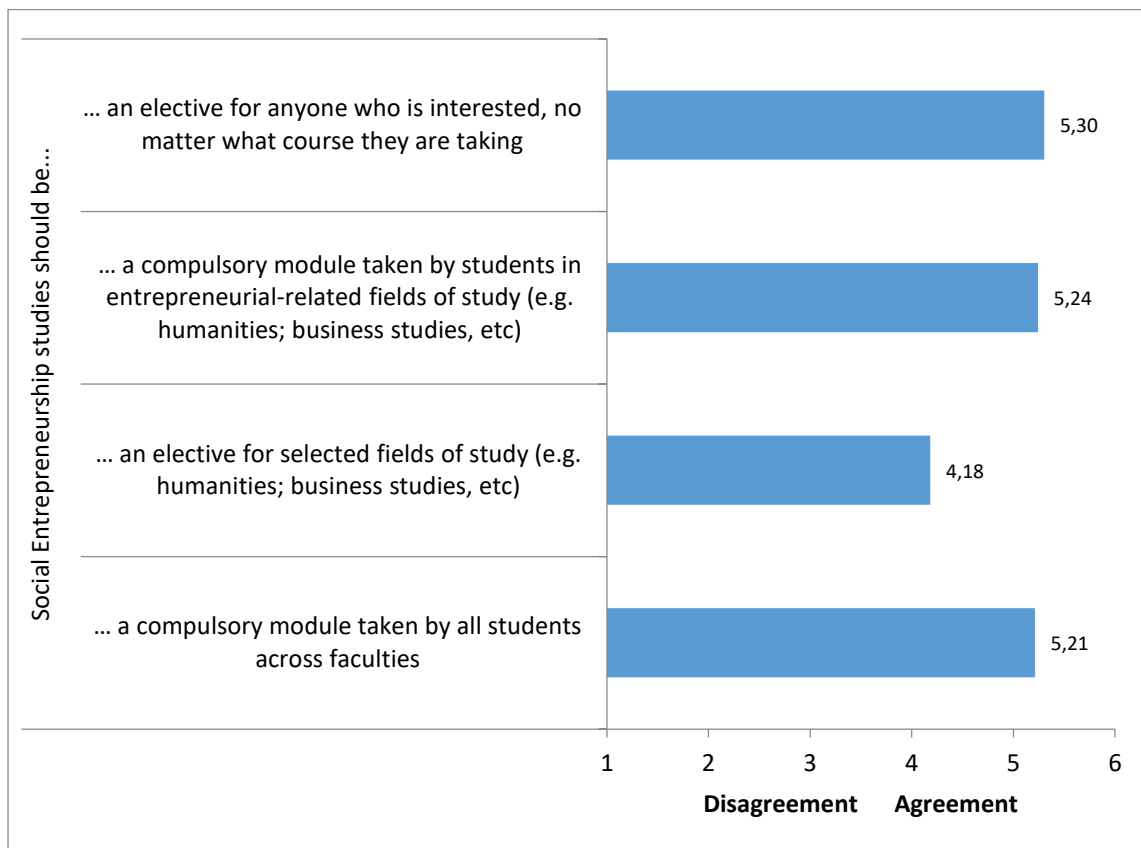 Social Entrepreneurship studies should be...
... an elective for anyone who is interested, no
matter what course they are taking
5,30
... a compulsory module taken by students in
entrepreneurial-related fields of study (e.g.
humanities; business studies, etc)
5,24
... an elective for selected fields of study (e.g.
humanities; business studies, etc)
4,18
... a compulsory module taken by all students
across faculties
5,21
1 2 3 4 5 6
Disagreement Agreement